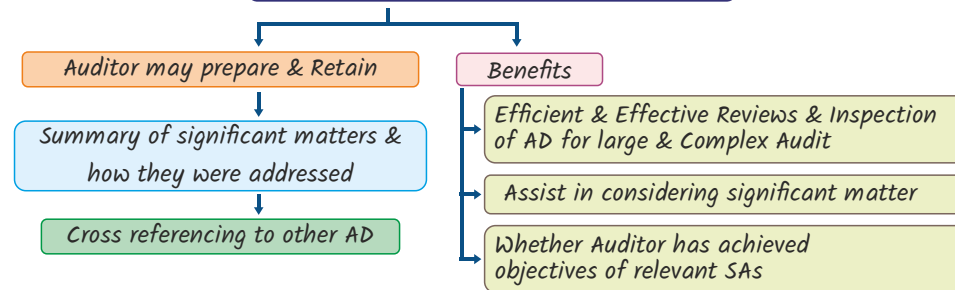 Auditor may prepare & Retain
Summary of significant matters &
how they were addressed
Cross referencing to other AD
Benefits
Efficient & Effective Reviews & Inspection
of AD for large & Complex Audit
Assist in considering significant matter
Whether Auditor has achieved
objectives of relevant SAs